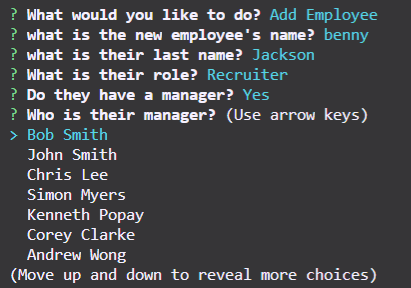 ? What would you like to do? Add Employee
? what is the new employee's name? benny
? what is their last name? Jackson
? What is their role? Recruiter
? Do they have a manager? Yes
? Who is their manager? (Use arrow keys)
> Bob Smith
John Smith
Chris Lee
Simon Myers
Kenneth Popay
Corey Clarke
Andrew Wong
(Move up and down to reveal more choices)